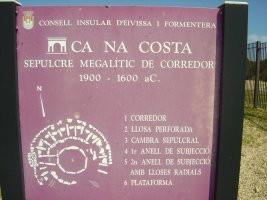 CONSELL INSULAR D'EIVISSA I FORMENTERA
CA NA COSTA
SEPULCRE MEGALÍTIC DE CORREDOR
1900 - 1600 aC.
1 CORREDOR
2 LLOSA PERFORADA
3 CAMBRA SEPULCRAL
4 1r ANELL DE SUBJECCIÓ
5 2n ANELL DE SUBJECCIÓ
AMB LLOSES RADIALS
6 PLATAFORMA